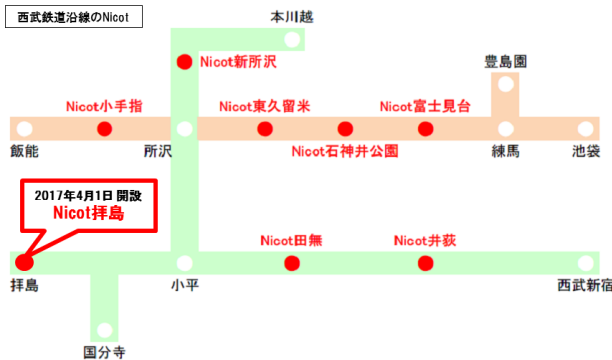 西武鉄道沿線のNicot
本川越
Nicot新所沢
豊島園
Nicot小手指
Nicot東久留米
Nicot富士見台
飯能
所沢
Nicot石神井公園
練馬
池袋
2017年4月1日 開設
Nicot拝島
Nicot田無
Nicot井荻
拝島
小平
西武新宿
国分寺